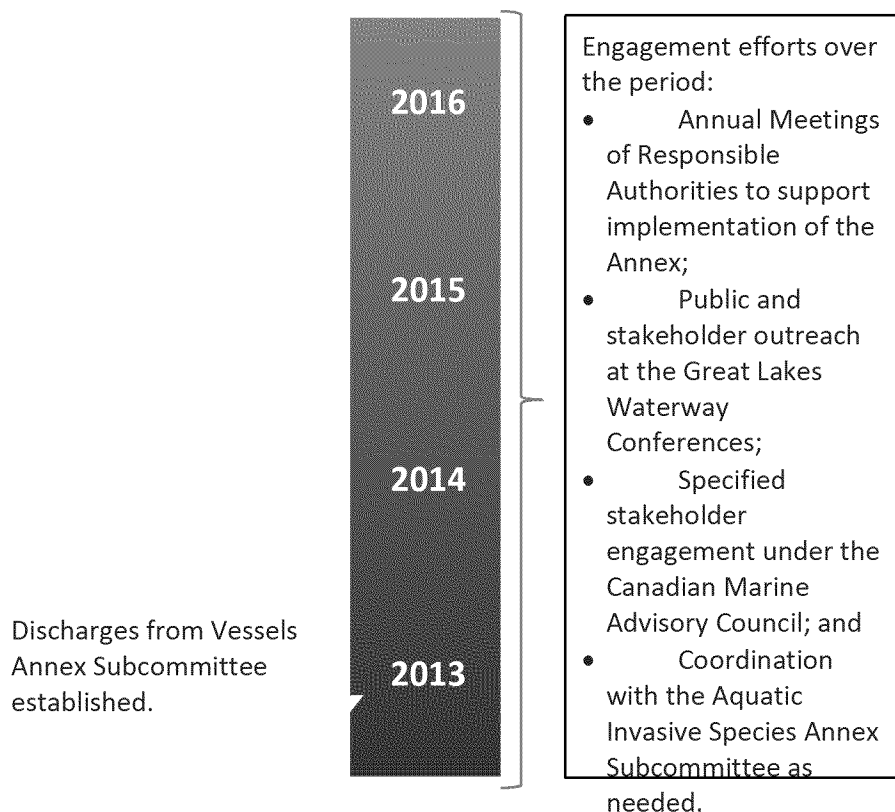 2016
2015
2014
2013
Discharges from Vessels
Annex Subcommittee
established.
Engagement efforts over
the period:
• Annual Meetings
of Responsible
Authorities to support
implementation of the
Annex;
• Public and
stakeholder outreach
at the Great Lakes
Waterway
Conferences;
• Specified
stakeholder
engagement under the
Canadian Marine
Advisory Council; and
• Coordination
with the Aquatic
Invasive Species Annex
Subcommittee as
needed.